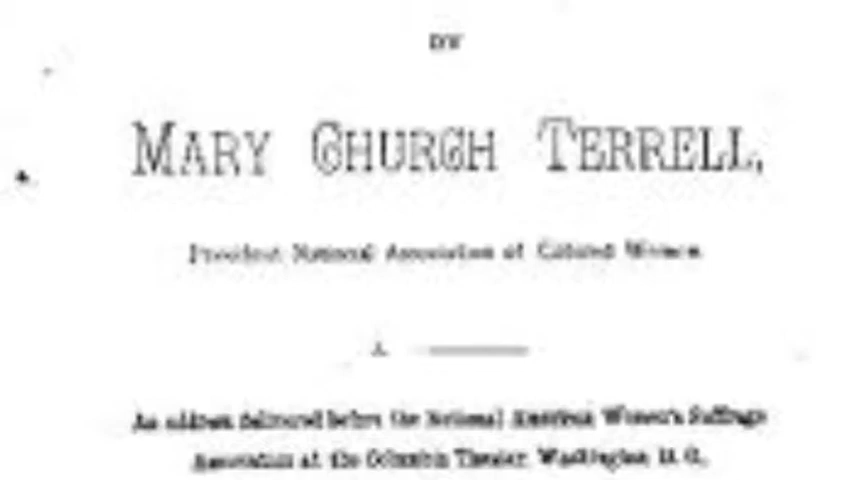 BY
MARY CHURCH TERRELL,
President National Association of Colored Women
An address delivered before the National American Women's Suffrage
Association at the Columbia Theater, Washington D. C.,